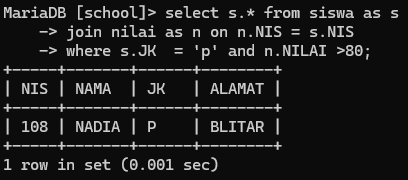 MariaDB [school]> select s.* from siswa as s
    -> join nilai as n on n.NIS = s.NIS
    -> where s.JK  = 'p' and n.NILAI >80;
+-----+-------+------+--------+
| NIS | NAMA  | JK   | ALAMAT |
+-----+-------+------+--------+
| 108 | NADIA | P    | BLITAR |
+-----+-------+------+--------+
1 row in set (0.001 sec)